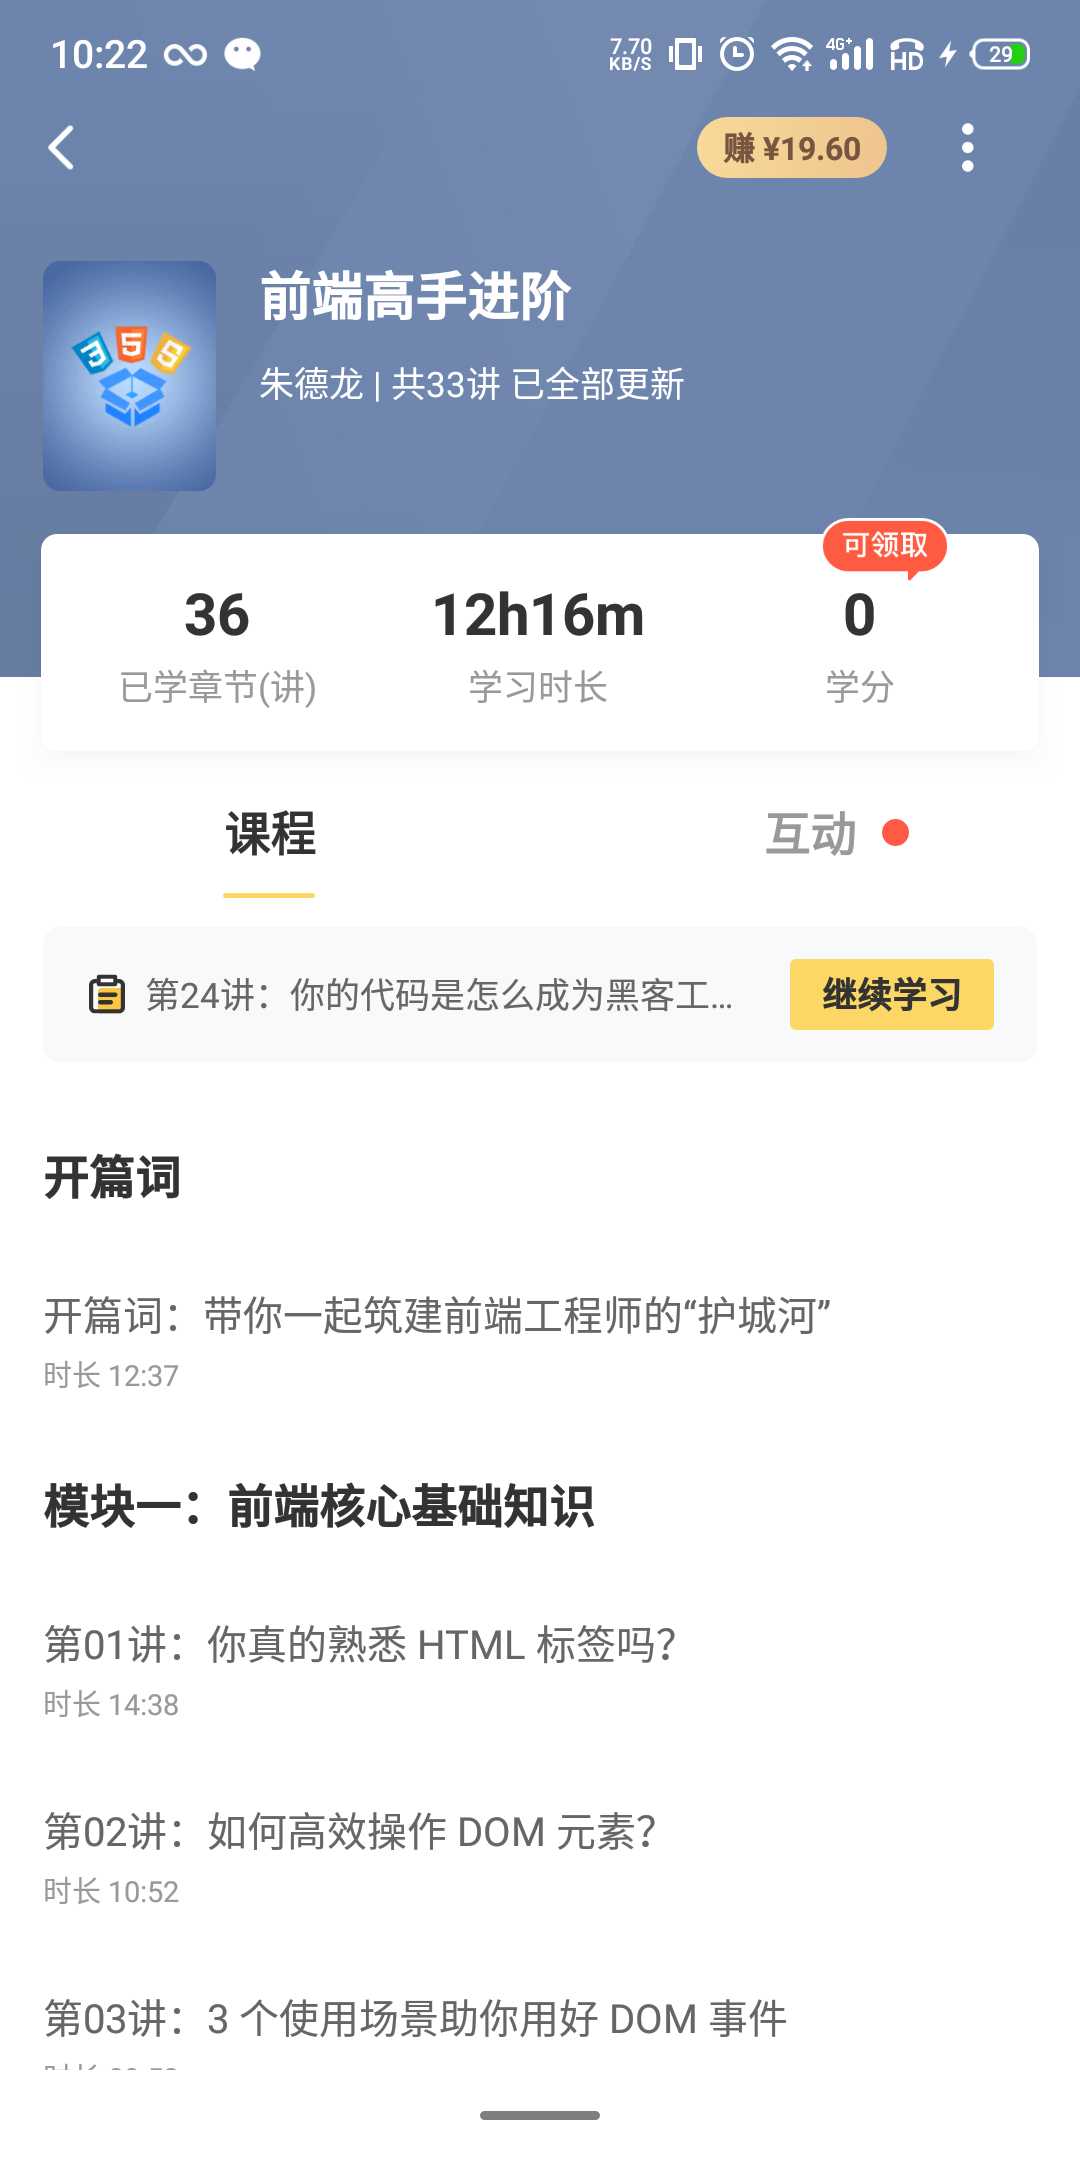 10:22
7.70 KB/S 4G+ HD 29
赚 ¥19.60
3 5 5
前端高手进阶
朱德龙 | 共33讲 已全部更新
可领取
36 12h16m 0
已学章节(讲) 学习时长 学分
课程 互动
第24讲：你的代码是怎么成为黑客工... 继续学习
开篇词
开篇词：带你一起筑建前端工程师的“护城河”
时长 12:37
模块一：前端核心基础知识
第01讲：你真的熟悉 HTML 标签吗？
时长 14:38
第02讲：如何高效操作 DOM 元素？
时长 10:52
第03讲：3 个使用场景助你用好 DOM 事件
时长